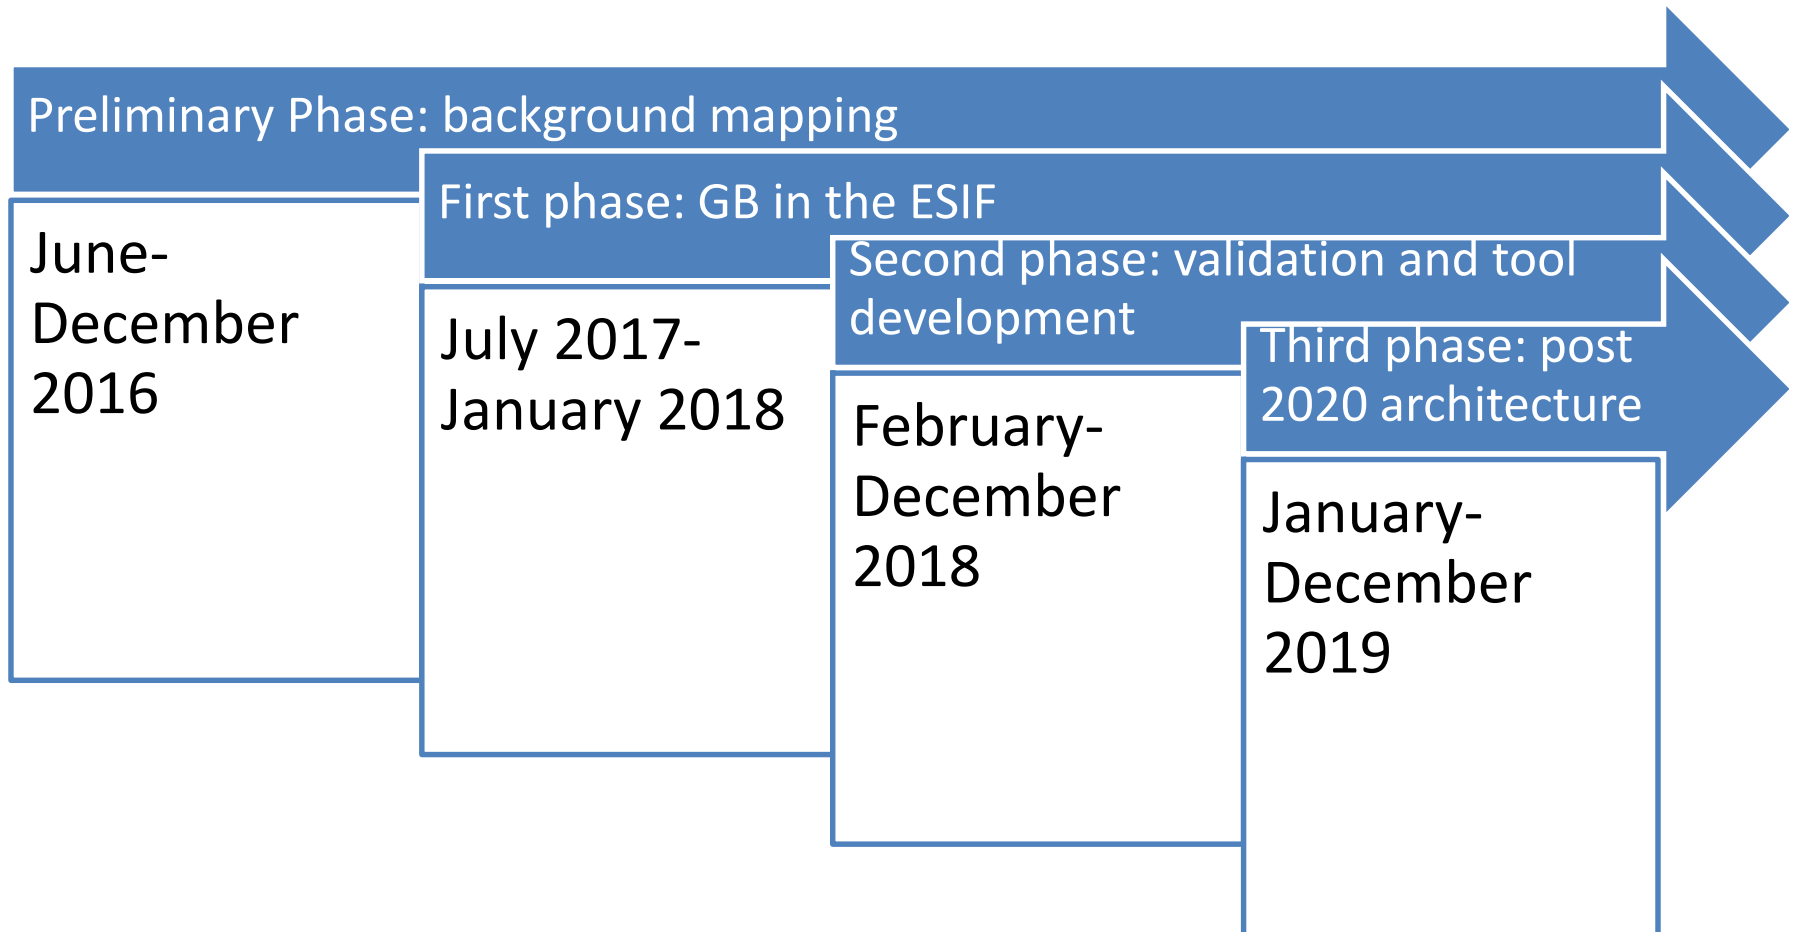 Preliminary Phase: background mapping
June-
December
2016
First phase: GB in the ESIF
July 2017-
January 2018
Second phase: validation and tool
development
February-
December
2018
Third phase: post
2020 architecture
January-
December
2019